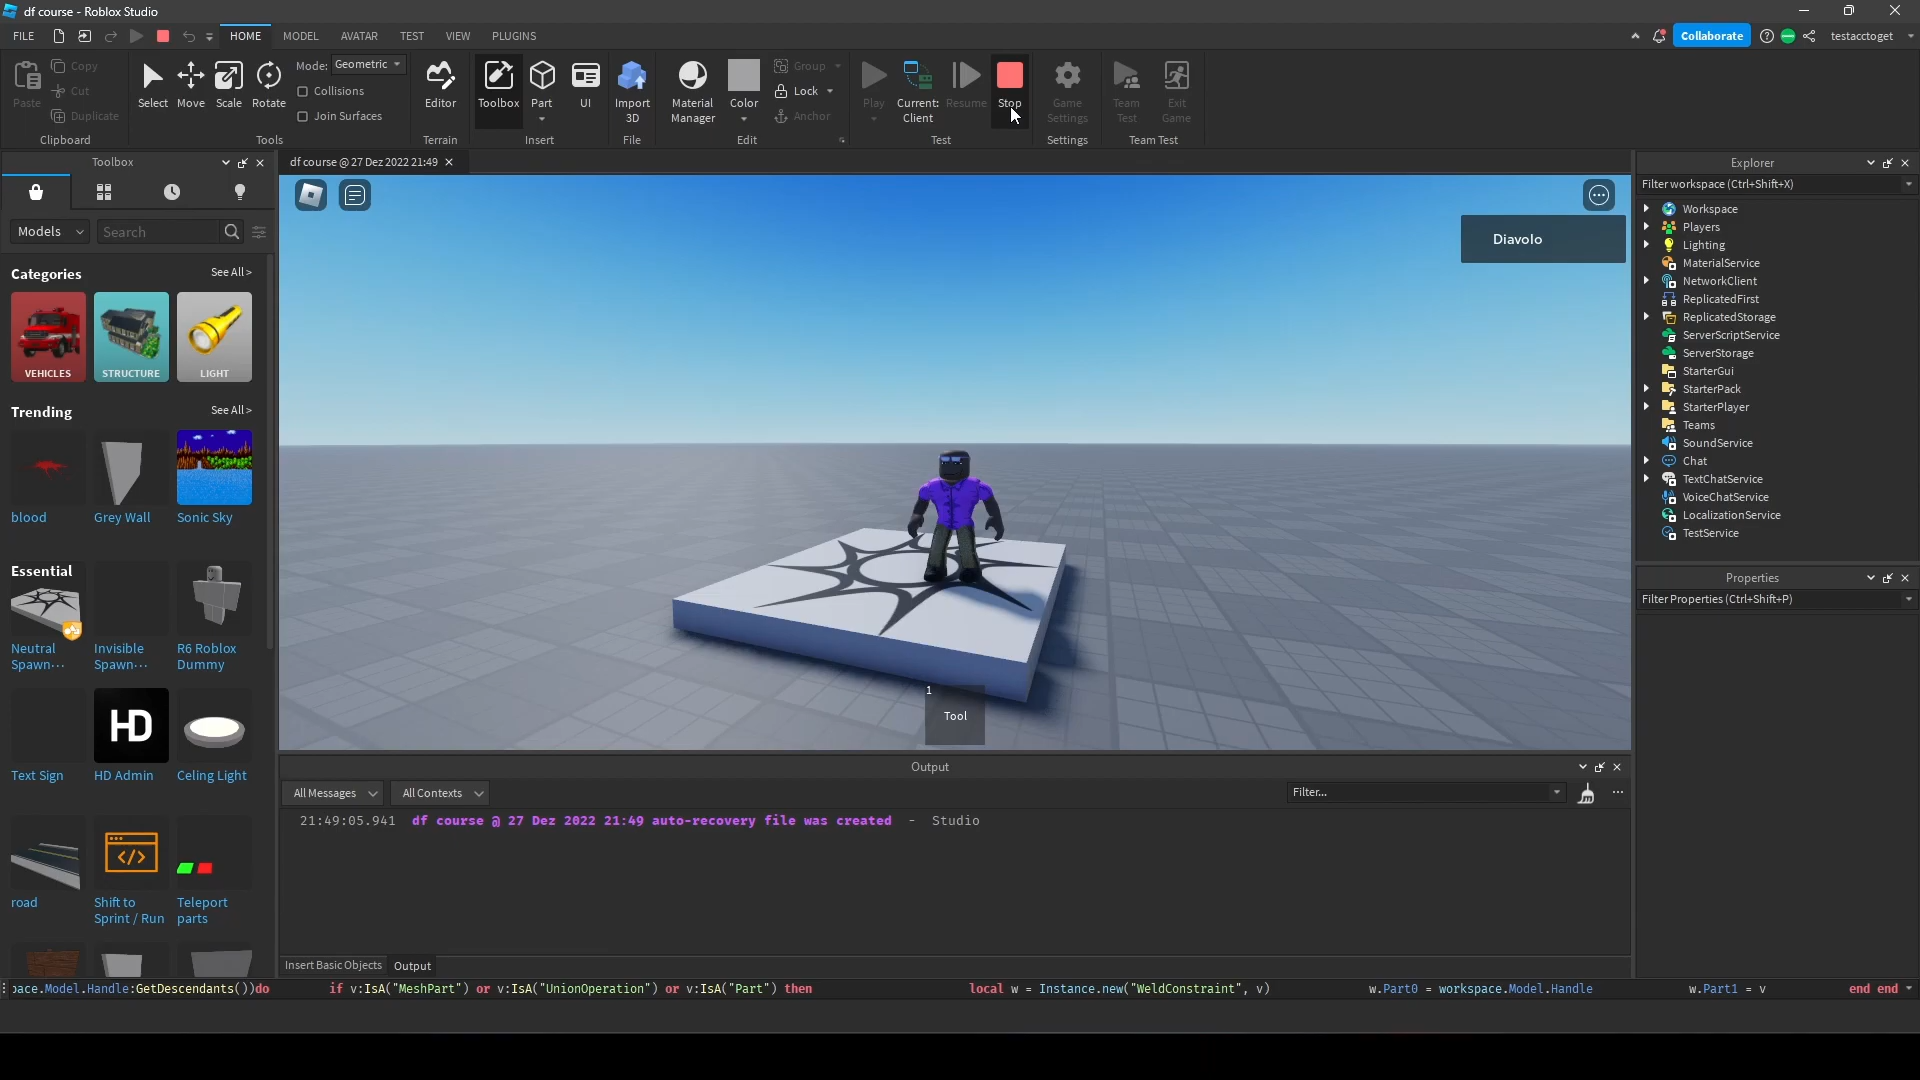 df course - Roblox Studio
FILE HOME MODEL AVATAR TEST VIEW PLUGINS Collaborate testacctoget
Paste Copy Cut Duplicate
Clipboard
Select Move Scale Rotate Mode: Geometric
Collisions
Join Surfaces
Tools
Editor
Terrain
Toolbox Part UI
Insert
Import 3D
File
Material Manager Color Group Lock Anchor
Edit
Play Current: Client Resume Stop
Test
Game Settings
Settings
Team Test Exit Game
Team Test
Toolbox
Models Search
Categories See All >
VEHICLES STRUCTURE LIGHT
Trending See All >
blood Grey Wall Sonic Sky
Essential
Neutral Spawn··· Invisible Spawn··· R6 Roblox Dummy
HD
Text Sign HD Admin Celing Light
</>
road Shift to Sprint / Run Teleport parts
df course @ 27 Dez 2022 21:49
Diavolo
1
Tool
Output
All Messages All Contexts Filter...
21:49:05.941 df course @ 27 Dez 2022 21:49 auto-recovery file was created - Studio
Insert Basic Objects Output
Explorer
Filter workspace (Ctrl+Shift+X)
Workspace
Players
Lighting
MaterialService
NetworkClient
ReplicatedFirst
ReplicatedStorage
ServerScriptService
ServerStorage
StarterGui
StarterPack
StarterPlayer
Teams
SoundService
Chat
TextChatService
VoiceChatService
LocalizationService
TestService
Properties
Filter Properties (Ctrl+Shift+P)
pace.Model.Handle:GetDescendants())do if v:IsA("MeshPart") or v:IsA("UnionOperation") or v:IsA("Part") then local w = Instance.new("WeldConstraint", v) w.Part0 = workspace.Model.Handle w.Part1 = v end end